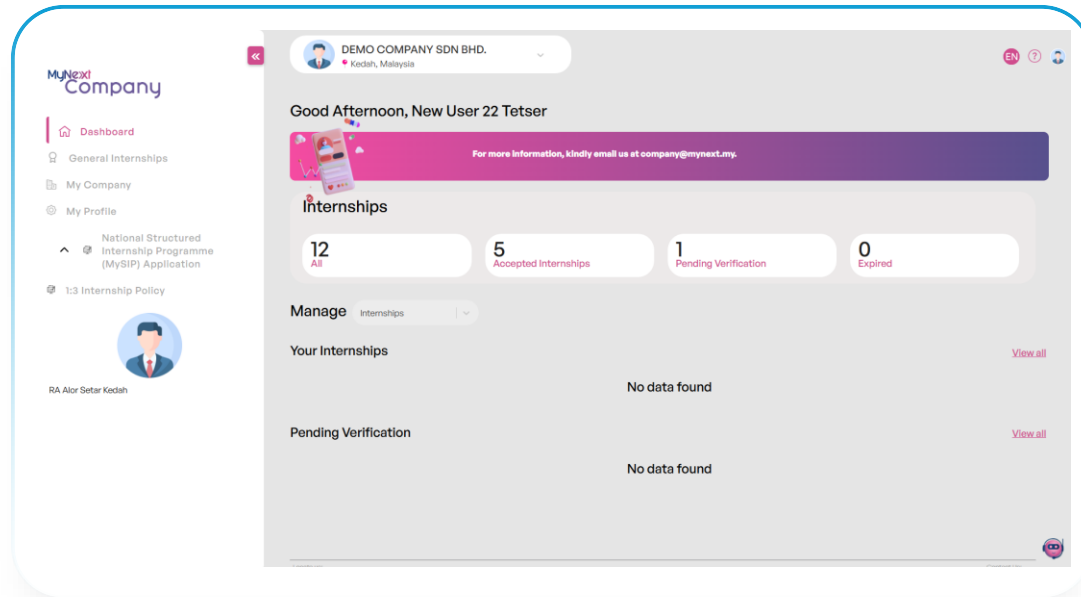 MyNext
Company
Dashboard
General Internships
My Company
My Profile
National Structured
Internship Programme
(MySIP) Application
1:3 Internship Policy
RA Alor Setar Kedah
DEMO COMPANY SDN BHD.
Kedah, Malaysia
EN
?
Good Afternoon, New User 22 Tetser
For more information, kindly email us at company@mynext.my.
Internships
12
All
5
Accepted Internships
1
Pending Verification
0
Expired
Manage Internships
Your Internships View all
No data found
Pending Verification View all
No data found